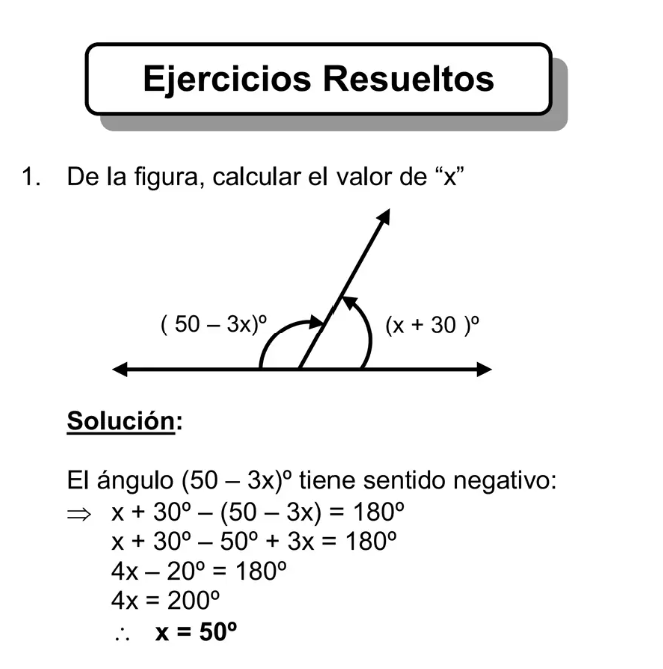 Ejercicios Resueltos
1. De la figura, calcular el valor de “x”
( 50 – 3x)º
(x + 30 )º
Solución:
El ángulo (50 – 3x)º tiene sentido negativo:
⇒ x + 30º – (50 – 3x) = 180º
x + 30º – 50º + 3x = 180º
4x – 20º = 180º
4x = 200º
∴ x = 50º